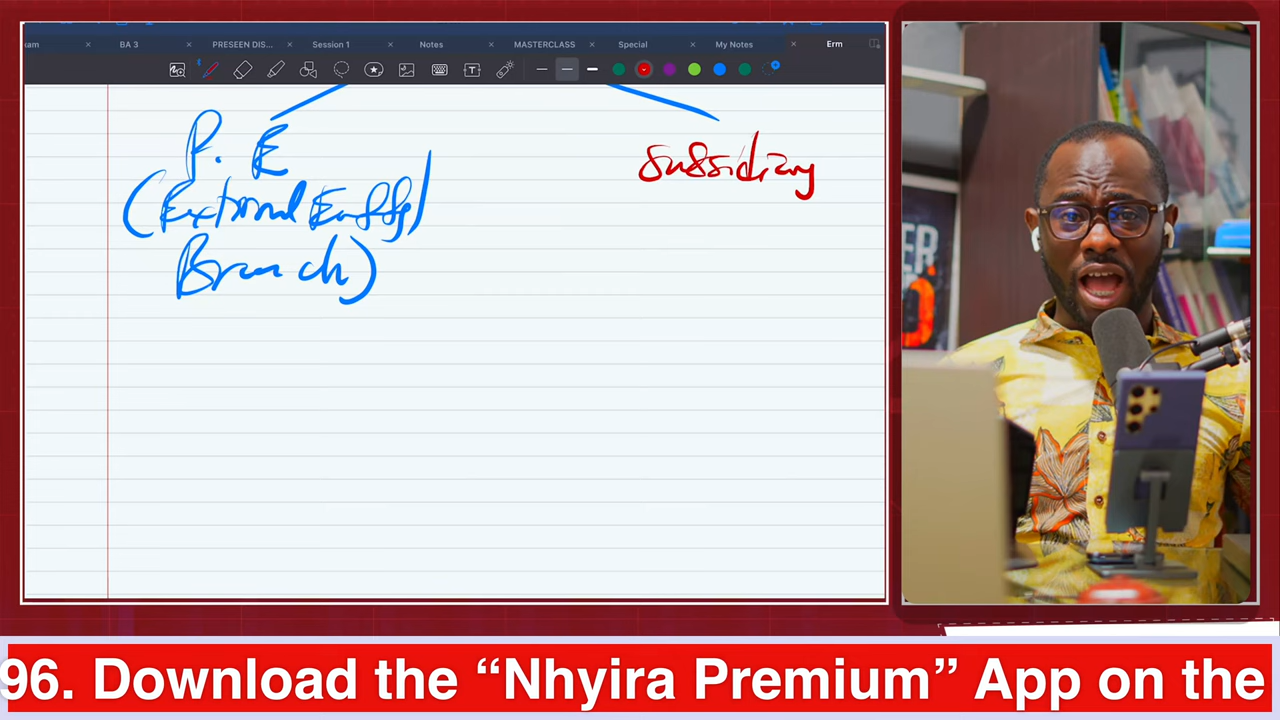 am
BA 3
PRESEEN DIS...
Session 1
Notes
MASTERCLASS
Special
My Notes
Erm
P. E
(External
Branch)
Subsidiary
96. Download the “Nhyira Premium” App on the